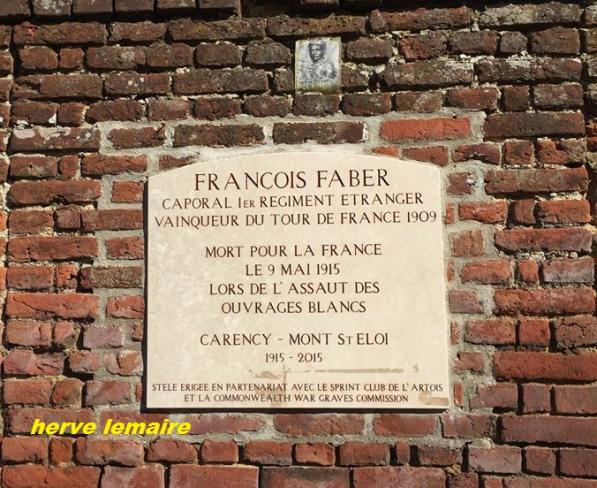 FRANCOIS FABER
CAPORAL 1ER REGIMENT ETRANGER
VAINQUEUR DU TOUR DE FRANCE 1909
MORT POUR LA FRANCE
LE 9 MAI 1915
LORS DE L' ASSAUT DES
OUVRAGES BLANCS
CARENCY - MONT ST ELOI
1915 - 2015
STELE ERIGEE EN PARTENARIAT AVEC LE SPRINT CLUB DE L' ARTOIS
ET LA COMMONWEALTH WAR GRAVES COMMISSION
herve lemaire